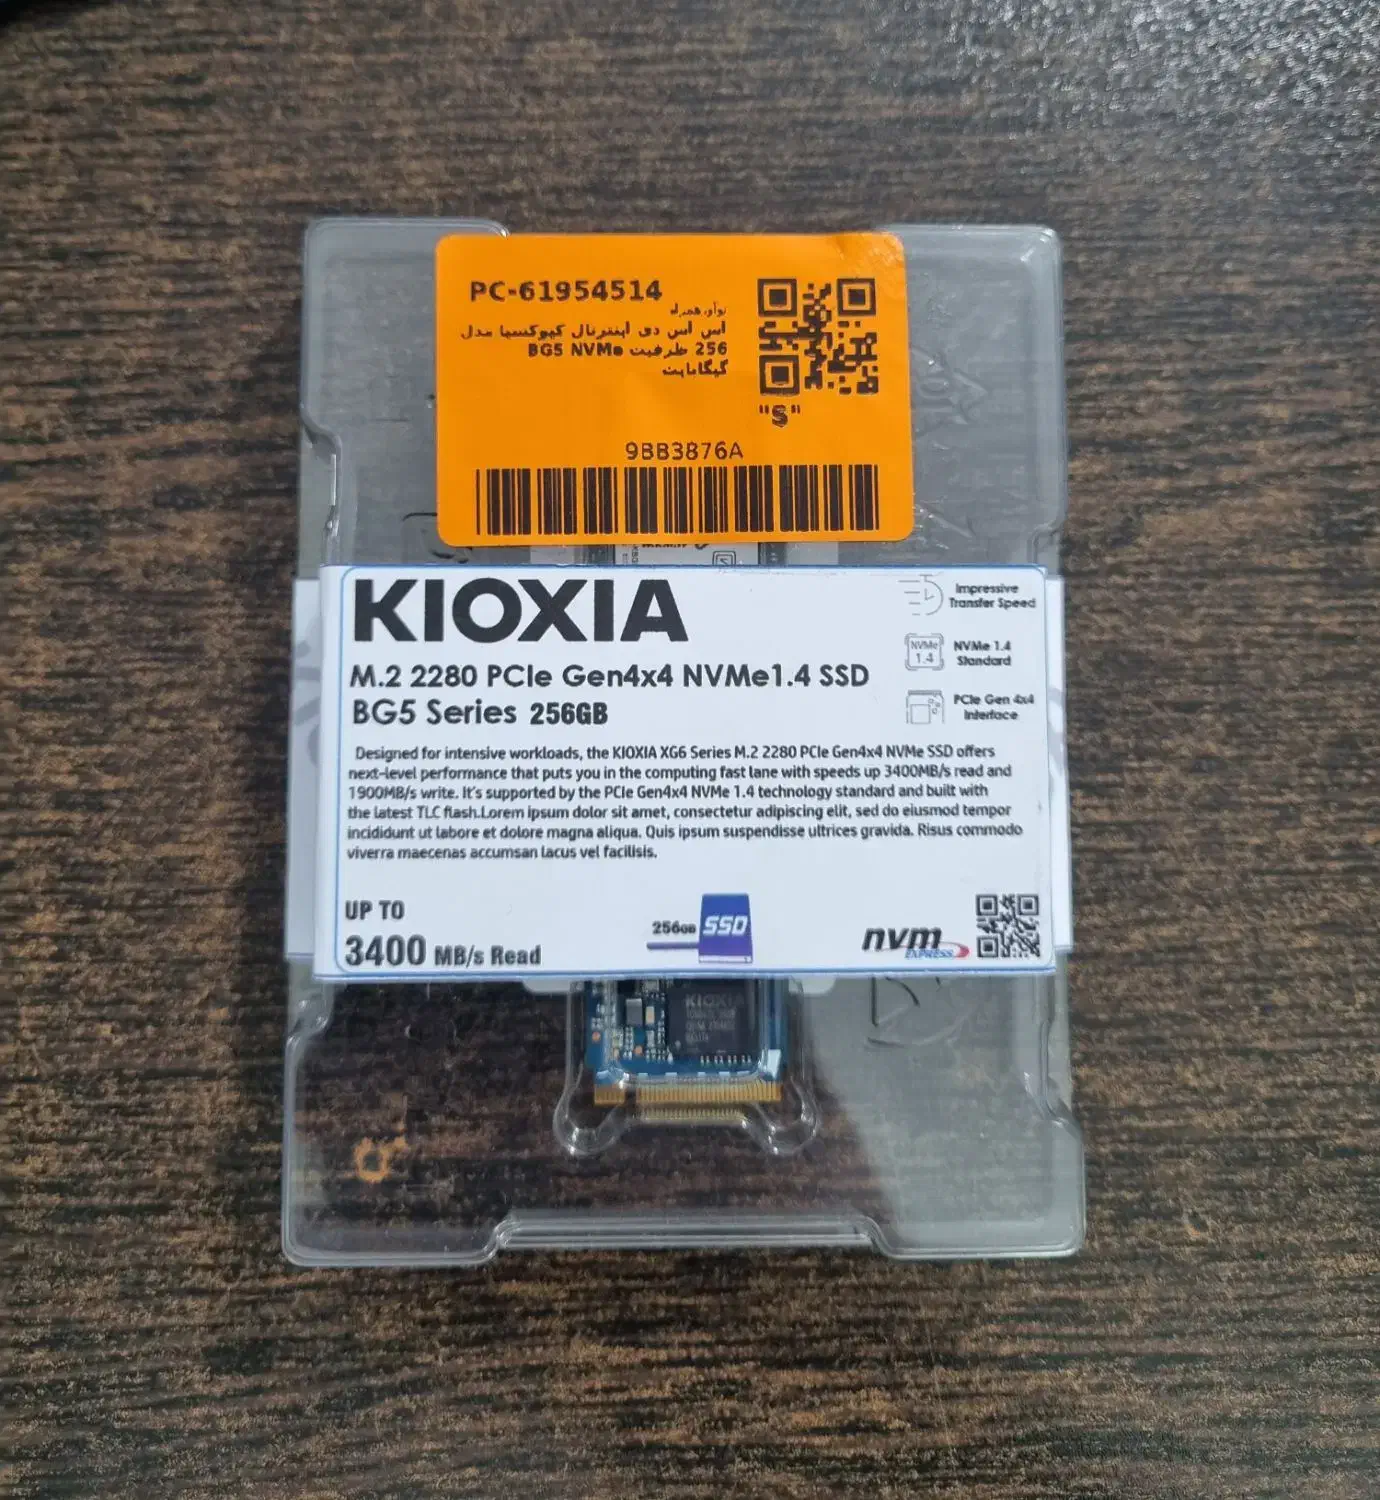 PC-61954514
نوآور همراه
اس اس دی اینترنال کیوکسیا مدل
BG5 NVMe ظرفیت 256
گیگابایت
"S"
9BB3876A
KIOXIA
M.2 2280 PCIe Gen4x4 NVMe1.4 SSD
BG5 Series 256GB
Impressive
Transfer Speed
NVMe
1.4
NVMe 1.4
Standard
PCIe Gen 4x4
Interface
Designed for intensive workloads, the KIOXIA XG6 Series M.2 2280 PCIe Gen4x4 NVMe SSD offers
next-level performance that puts you in the computing fast lane with speeds up 3400MB/s read and
1900MB/s write. It's supported by the PCIe Gen4x4 NVMe 1.4 technology standard and built with
the latest TLC flash.Lorem ipsum dolor sit amet, consectetur adipiscing elit, sed do eiusmod tempor
incididunt ut labore et dolore magna aliqua. Quis ipsum suspendisse ultrices gravida. Risus commodo
viverra maecenas accumsan lacus vel facilisis.
UP TO
3400 MB/s Read
256GB SSD
nvm
EXPRESS
KIOXIA